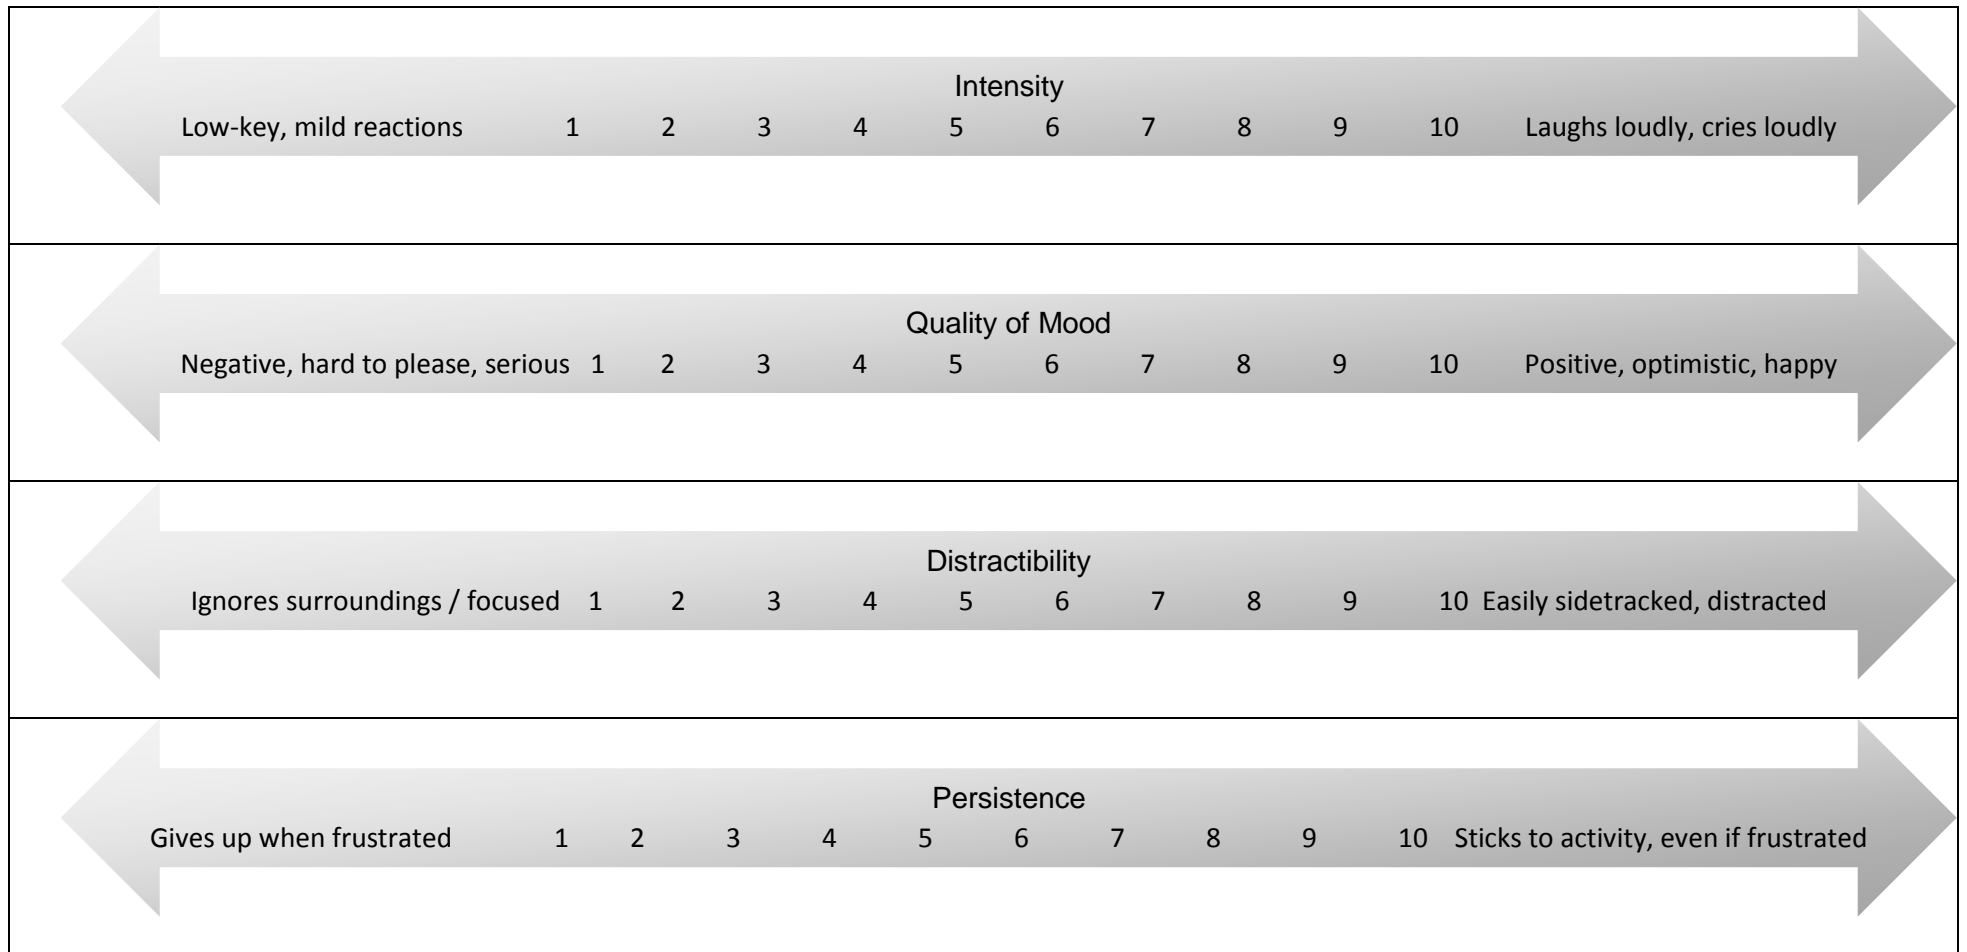 Intensity
Low-key, mild reactions 1 2 3 4 5 6 7 8 9 10 Laughs loudly, cries loudly
Quality of Mood
Negative, hard to please, serious 1 2 3 4 5 6 7 8 9 10 Positive, optimistic, happy
Distractibility
Ignores surroundings / focused 1 2 3 4 5 6 7 8 9 10 Easily sidetracked, distracted
Persistence
Gives up when frustrated 1 2 3 4 5 6 7 8 9 10 Sticks to activity, even if frustrated